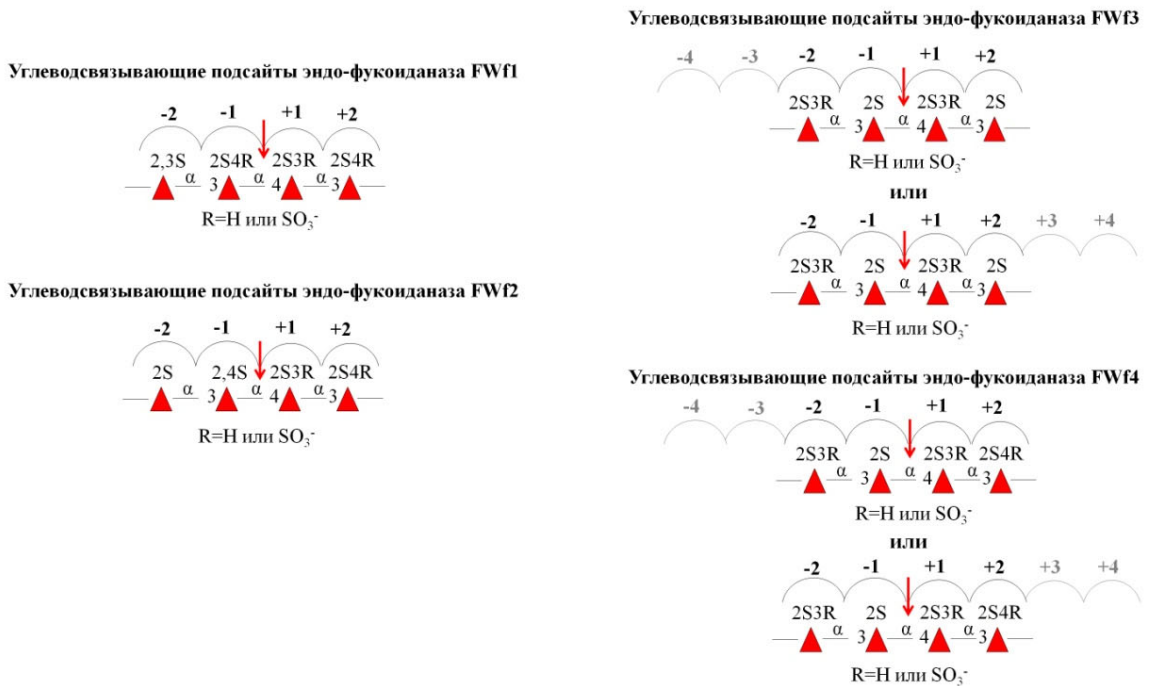 Углеводсвязывающие подсайты эндо-фукоиданаза FWf1
-2 -1 +1 +2
2,3S 2S4R 2S3R 2S4R
α 3 α 4 α 3
R=H или SO₃⁻
Углеводсвязывающие подсайты эндо-фукоиданаза FWf2
-2 -1 +1 +2
2S 2,4S 2S3R 2S4R
α 3 α 4 α 3
R=H или SO₃⁻
Углеводсвязывающие подсайты эндо-фукоиданаза FWf3
-4 -3 -2 -1 +1 +2
2S3R 2S 2S3R 2S
α 3 α 4 α 3
R=H или SO₃⁻
или
-2 -1 +1 +2 +3 +4
2S3R 2S 2S3R 2S
α 3 α 4 α 3
R=H или SO₃⁻
Углеводсвязывающие подсайты эндо-фукоиданаза FWf4
-4 -3 -2 -1 +1 +2
2S3R 2S 2S3R 2S4R
α 3 α 4 α 3
R=H или SO₃⁻
или
-2 -1 +1 +2 +3 +4
2S3R 2S 2S3R 2S4R
α 3 α 4 α 3
R=H или SO₃⁻